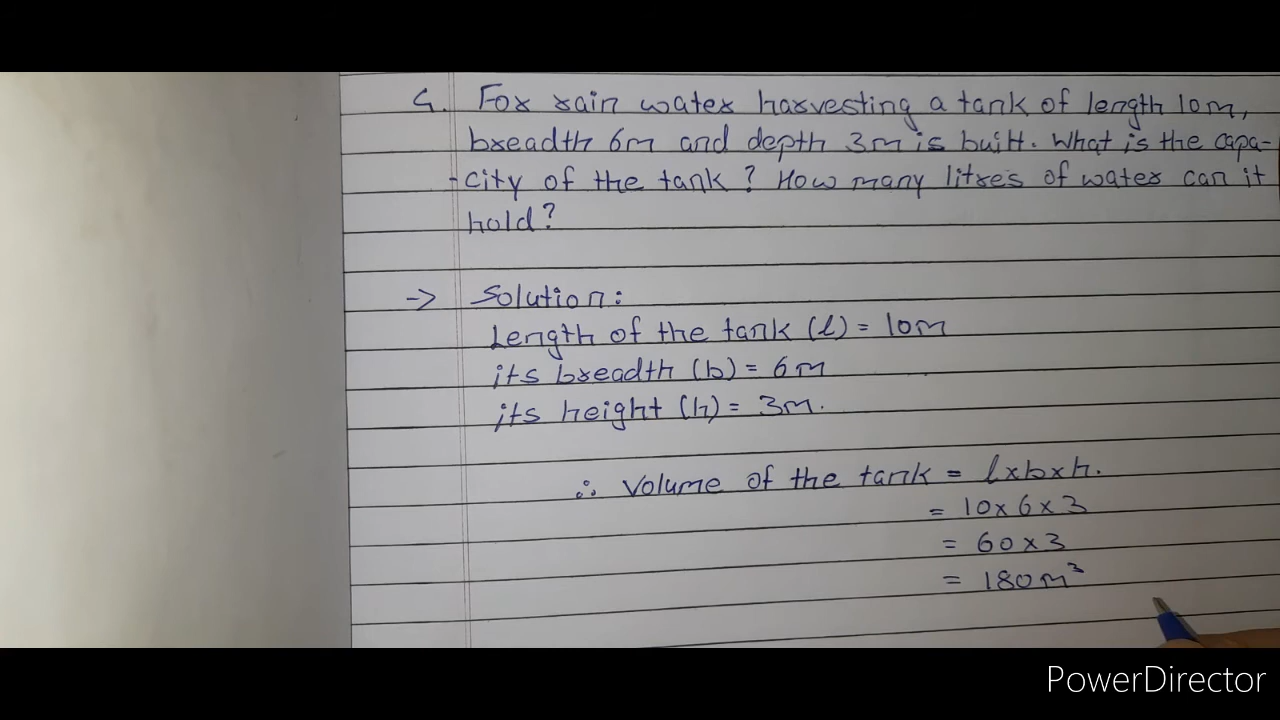 4. For rain water harvesting a tank of length 10m,
breadth 6m and depth 3m is built. What is the capa-
-city of the tank? How many litres of water can it
hold?
-> Solution:
Length of the tank (l) = 10m
its breadth (b) = 6m
its height (h) = 3m.
∴ Volume of the tank = l×b×h.
= 10×6×3
= 60×3
= 180m³
PowerDirector